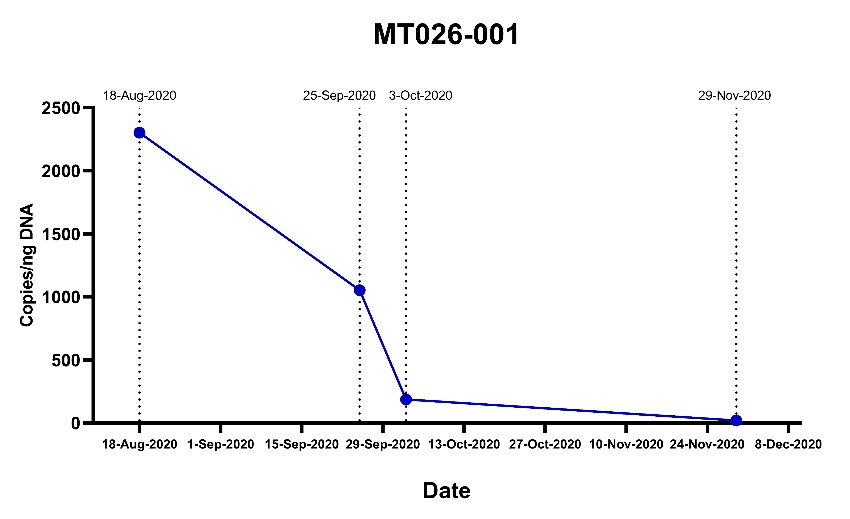 MT026-001
18-Aug-2020 25-Sep-2020 3-Oct-2020 29-Nov-2020
2500
2000
1500
1000
500
0
Copies/ng DNA
18-Aug-2020 1-Sep-2020 15-Sep-2020 29-Sep-2020 13-Oct-2020 27-Oct-2020 10-Nov-2020 24-Nov-2020 8-Dec-2020
Date